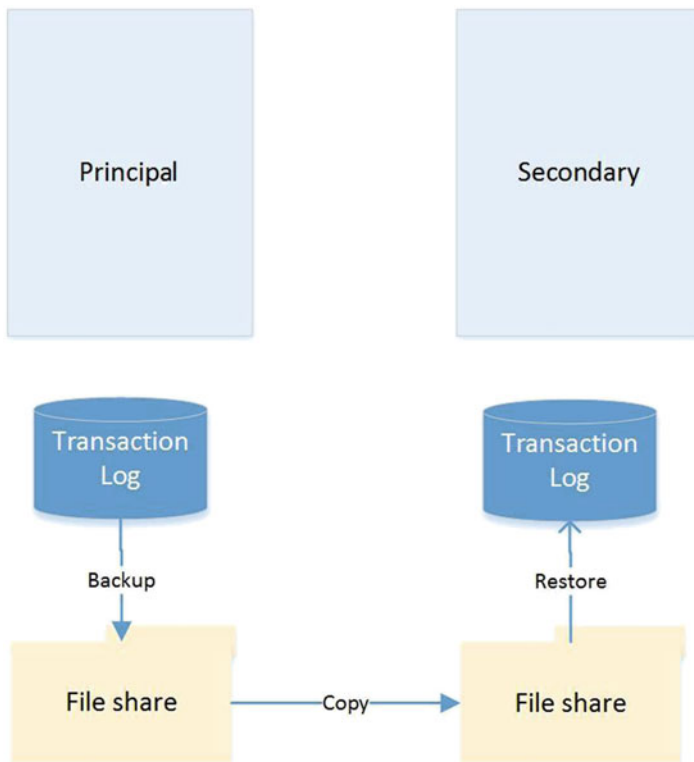 Principal
Secondary
Transaction
Log
Transaction
Log
Backup
Restore
File share
Copy
File share